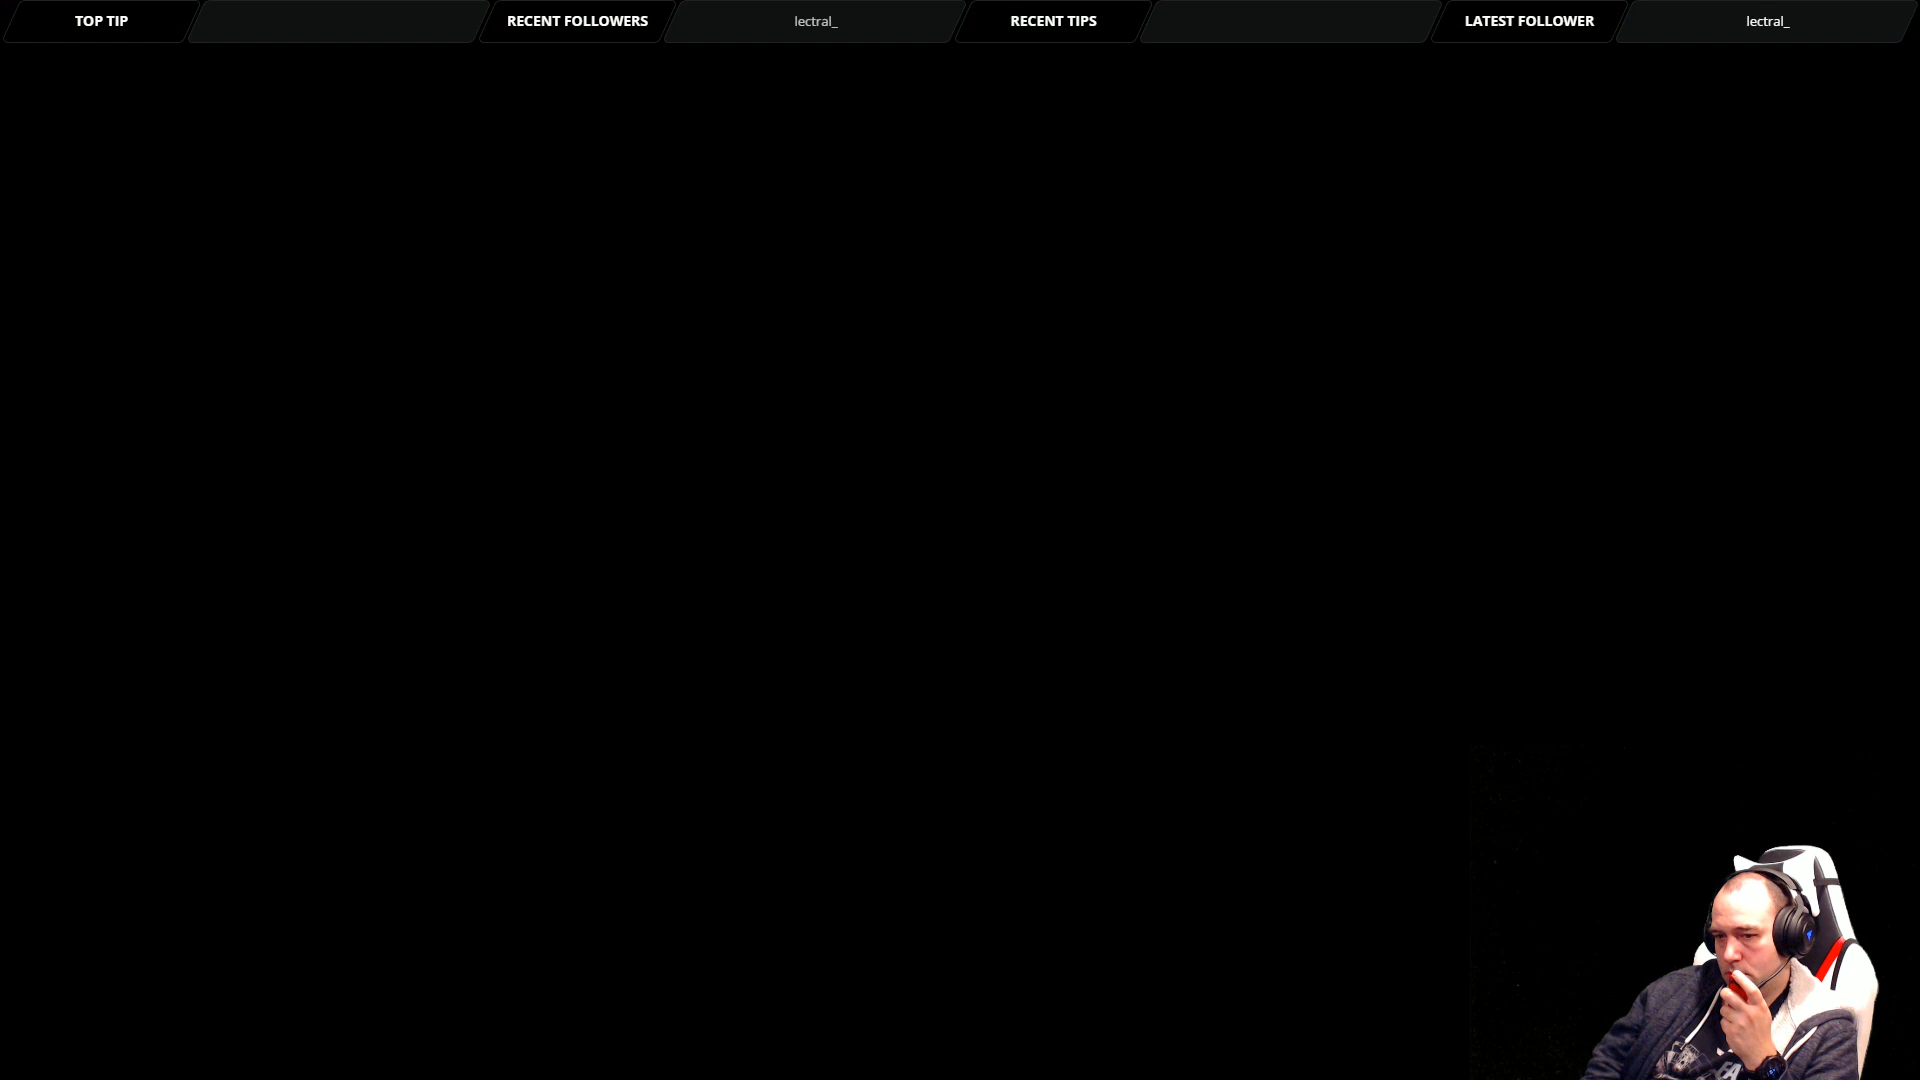 TOP TIP
RECENT FOLLOWERS
lectral_
RECENT TIPS
LATEST FOLLOWER
lectral_